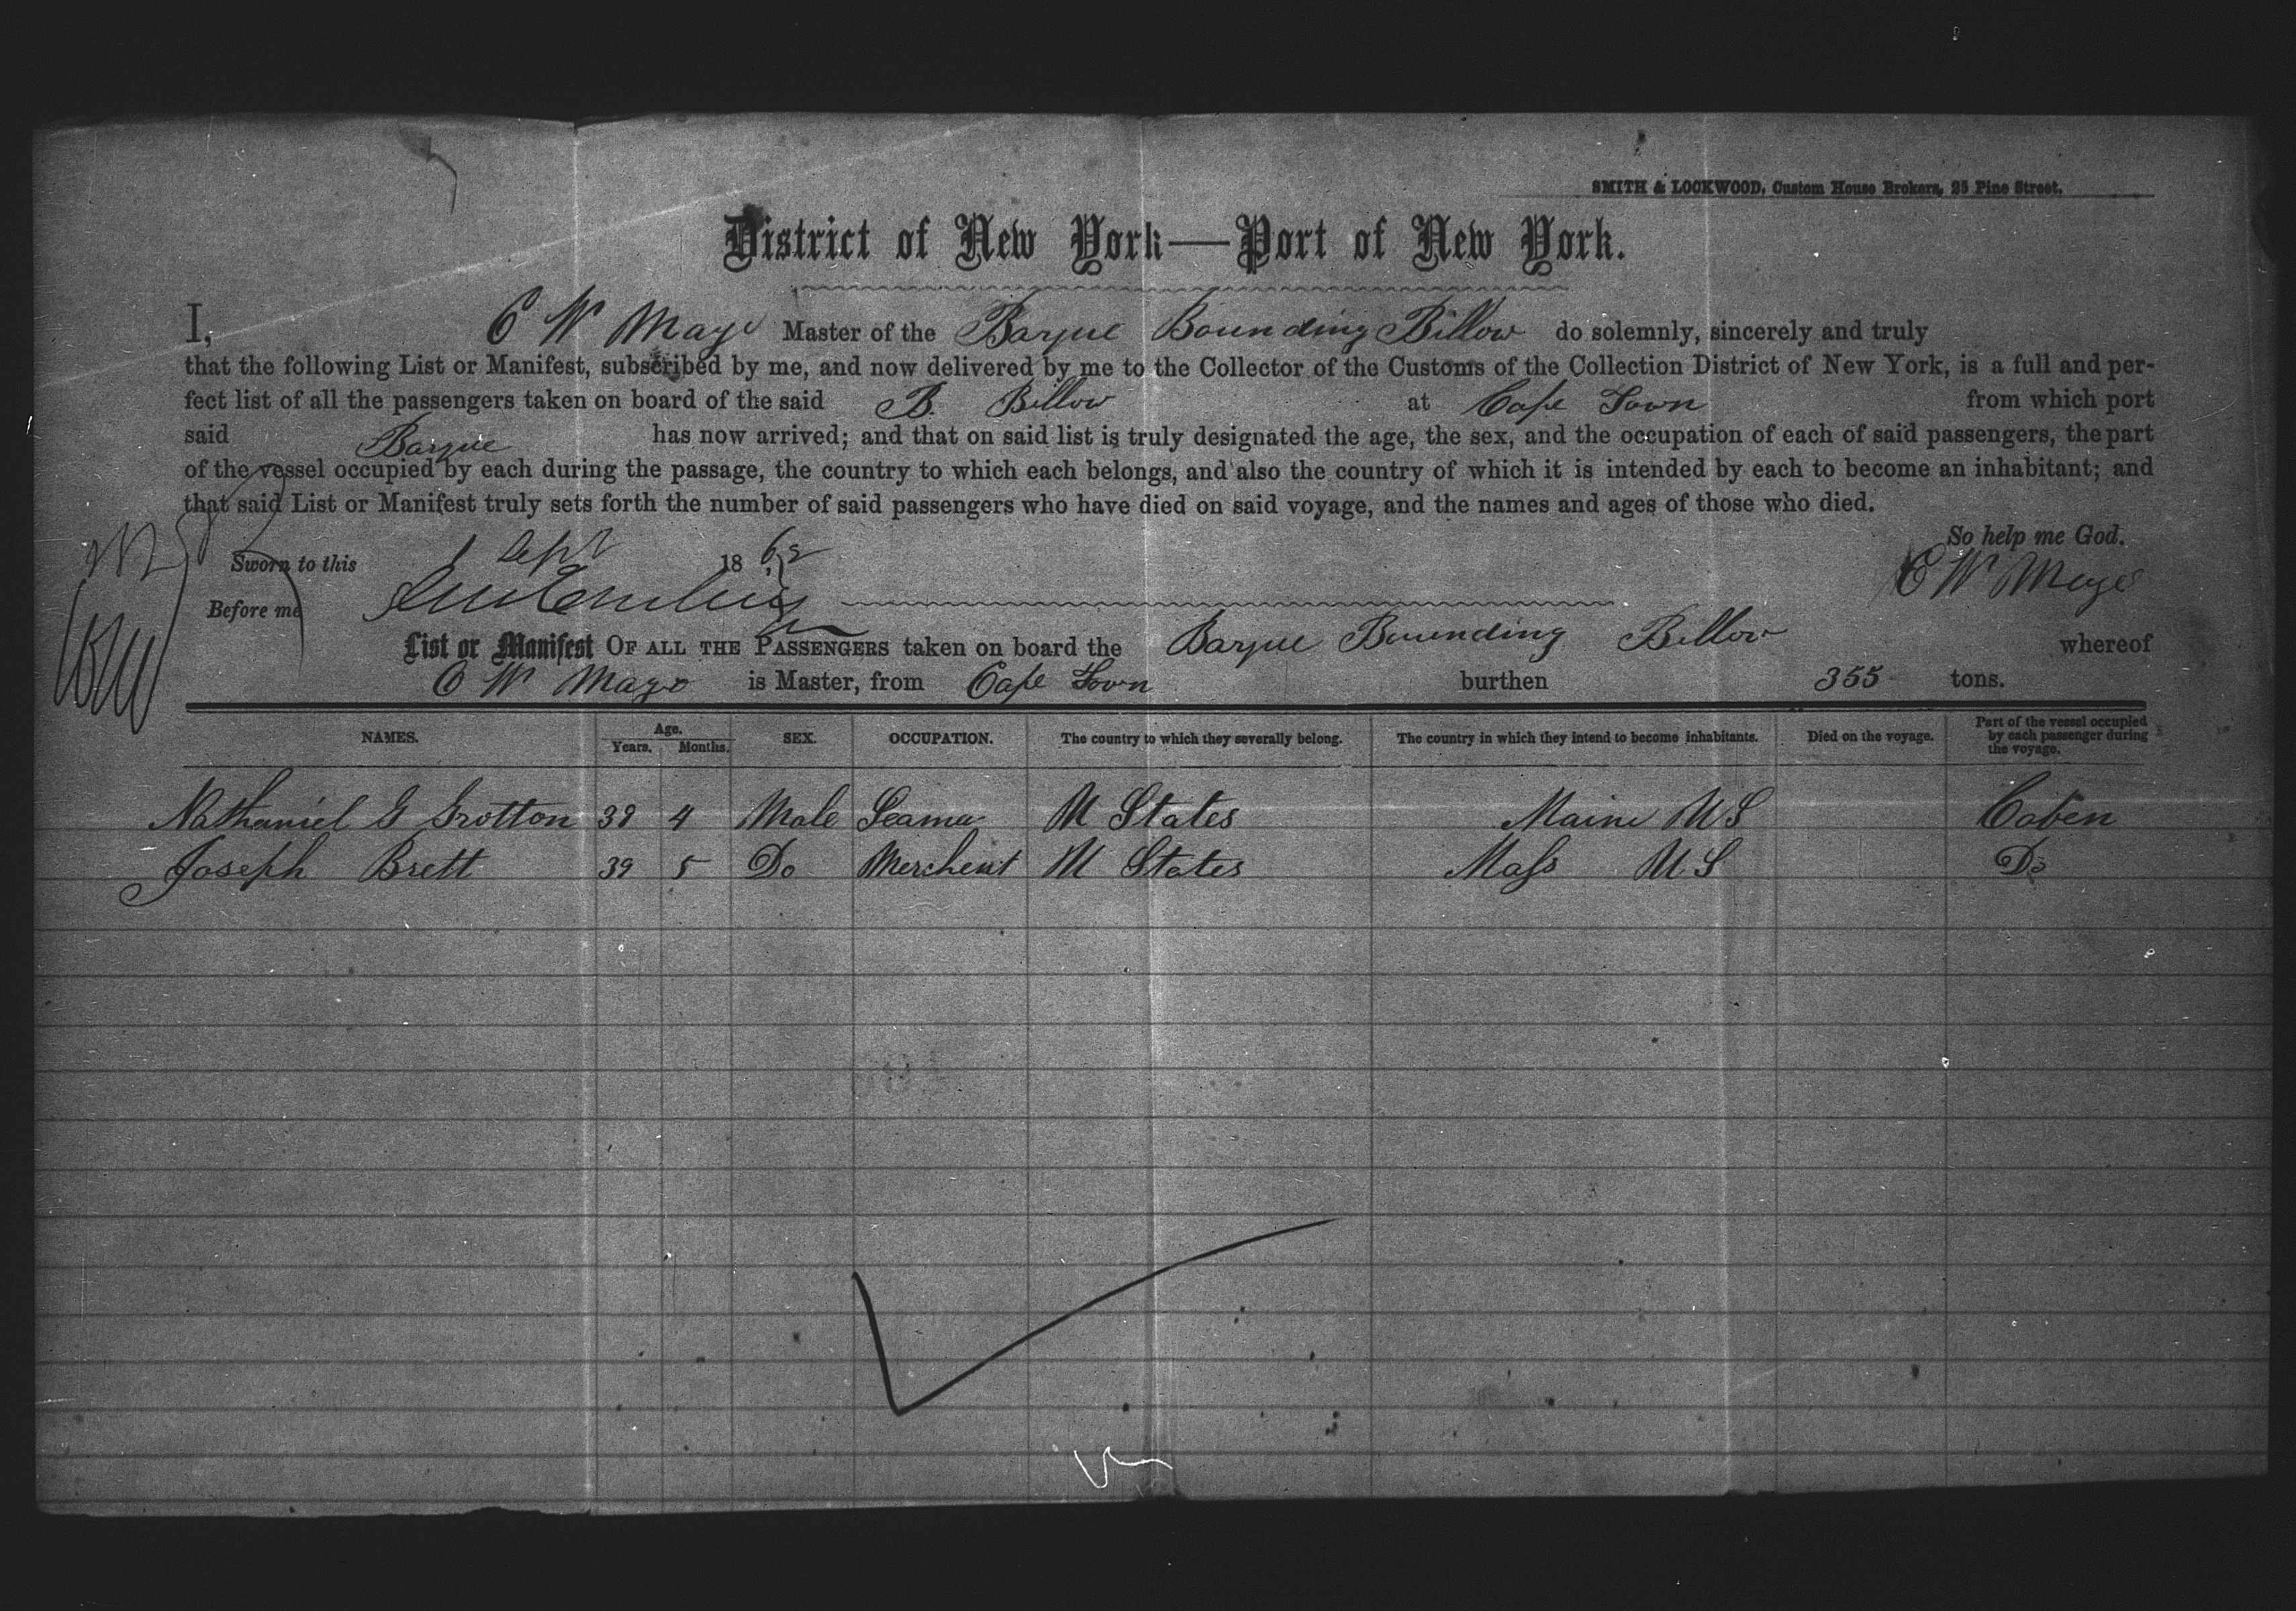 SMITH & LOCKWOOD, Custom House Brokers, 25 Pine Street.
District of New York—Port of New York.
I, C W Mayo Master of the Barque Bounding Billow do solemnly, sincerely and truly
that the following List or Manifest, subscribed by me, and now delivered by me to the Collector of the Customs of the Collection District of New York, is a full and per-
fect list of all the passengers taken on board of the said B. Billow at Cape Town from which port
said Barque has now arrived; and that on said list is truly designated the age, the sex, and the occupation of each of said passengers, the part
of the vessel occupied by each during the passage, the country to which each belongs, and also the country of which it is intended by each to become an inhabitant; and
that said List or Manifest truly sets forth the number of said passengers who have died on said voyage, and the names and ages of those who died.
So help me God.
Sworn to this 1 Sept 1862
C W Mayo
Before me
List or Manifest OF ALL THE PASSENGERS taken on board the Barque Bounding Billow whereof
C W Mayo is Master, from Cape Town burthen 355 tons.
NAMES. Age. Years. Months. SEX. OCCUPATION. The country to which they severally belong. The country in which they intend to become inhabitants. Died on the voyage. Part of the vessel occupied by each passenger during the voyage.
Nathaniel G Grotton 38 4 Male Seama U States Maine U S Caben
Joseph Brett 39 5 Do Merchent U States Mass U S Do